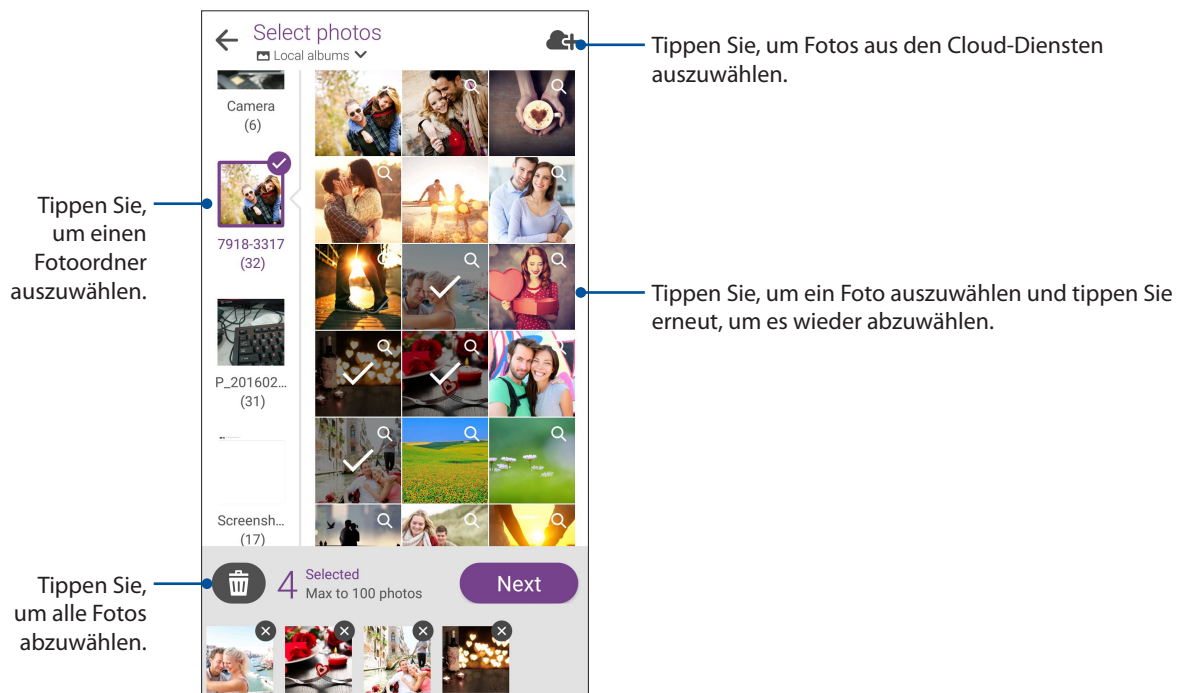 Select photos
Local albums
Tippen Sie, um Fotos aus den Cloud-Diensten
auszuwählen.
Camera
(6)
Tippen Sie,
um einen
Fotoordner
auszuwählen.
7918-3317
(32)
Tippen Sie, um ein Foto auszuwählen und tippen Sie
erneut, um es wieder abzuwählen.
P_201602...
(31)
Screensh...
(17)
Tippen Sie,
um alle Fotos
abzuwählen.
4 Selected
Max to 100 photos
Next